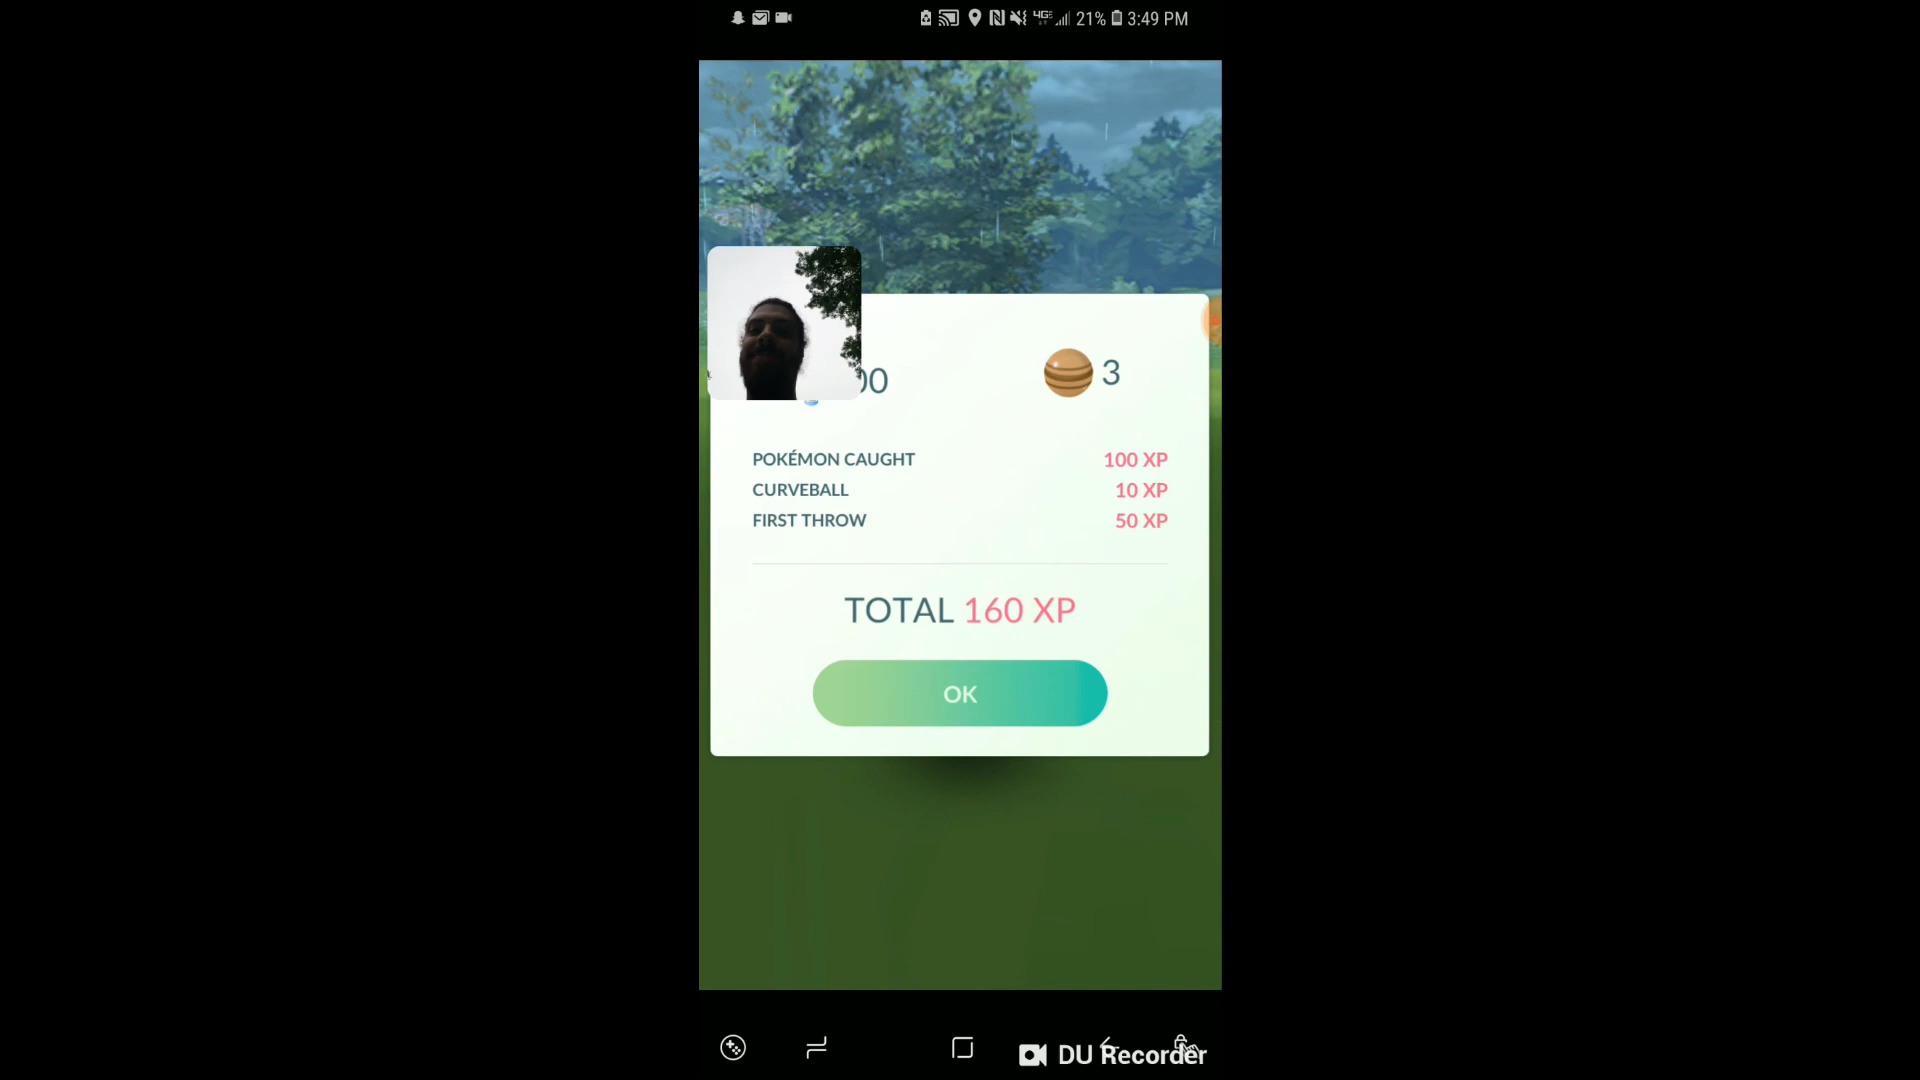 21% 3:49 PM
00 3
POKÉMON CAUGHT 100 XP
CURVEBALL 10 XP
FIRST THROW 50 XP
TOTAL 160 XP
OK
DU Recorder